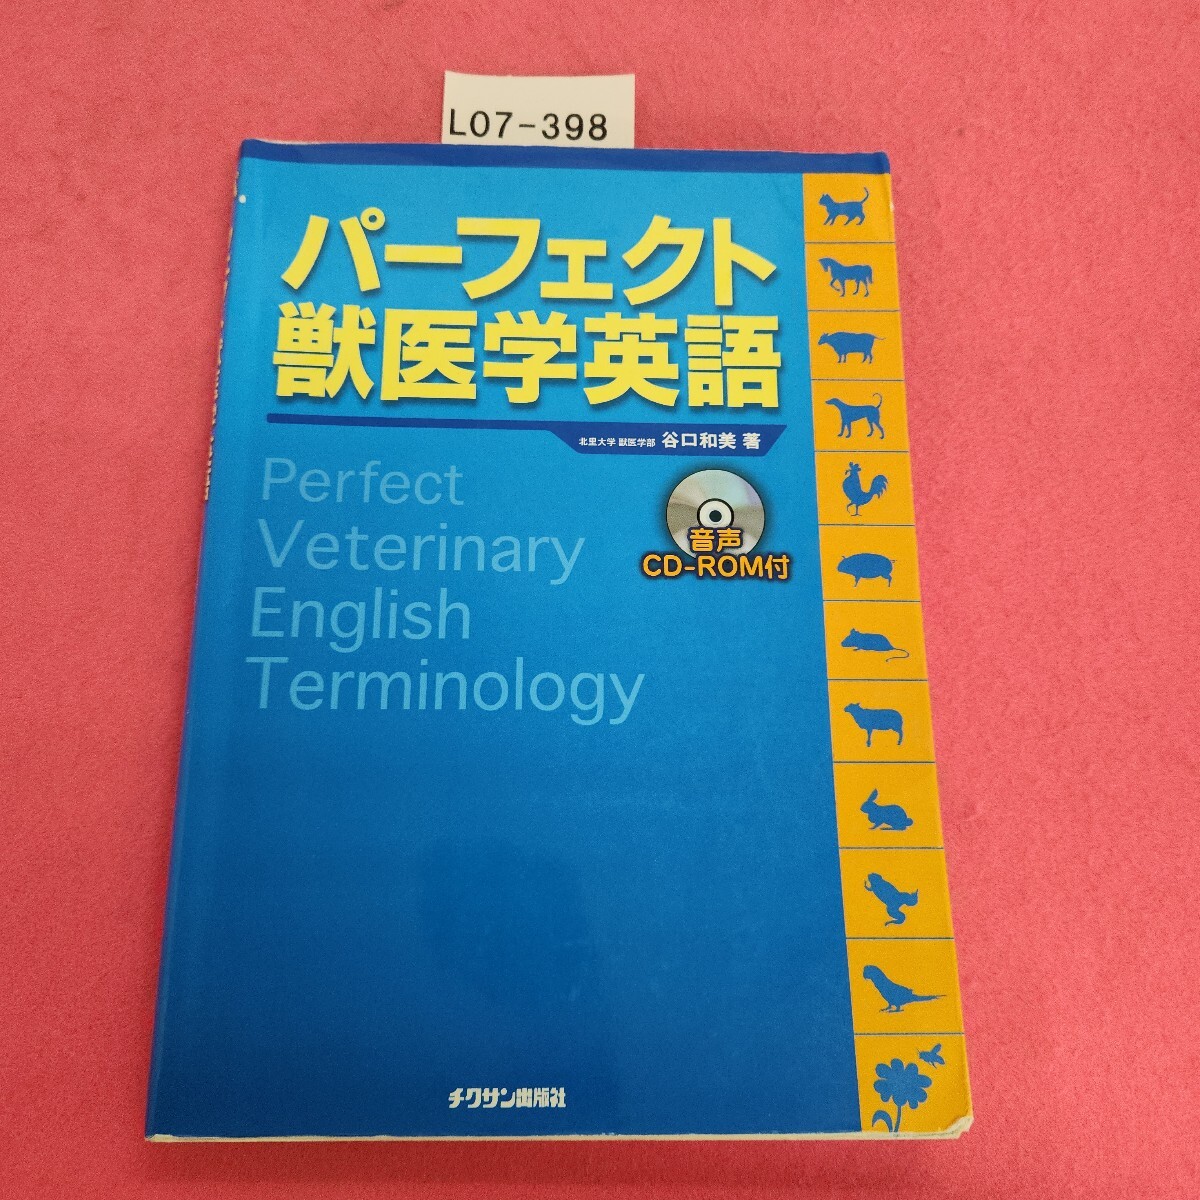 L07-398
パーフェクト
獣医学英語
北里大学 獣医学部 谷口和美 著
Perfect
Veterinary
English
Terminology
音声
CD-ROM付
チクサン出版社